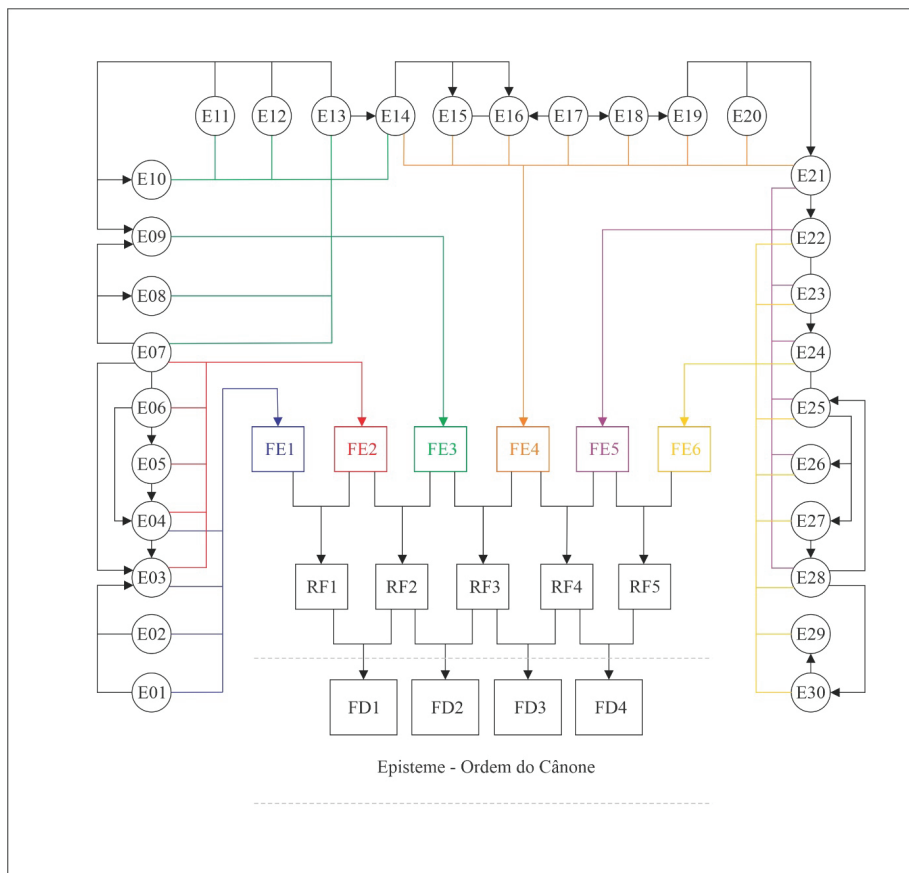 E11 E12 E13 E14 E15 E16 E17 E18 E19 E20
E10
E21
E09
E22
E08
E23
E07
E24
E06
E25
FE1 FE2 FE3 FE4 FE5 FE6
E05
E26
E04
E27
E03
E28
RF1 RF2 RF3 RF4 RF5
E02
E29
E01
E30
FD1 FD2 FD3 FD4
Episteme - Ordem do Cânone